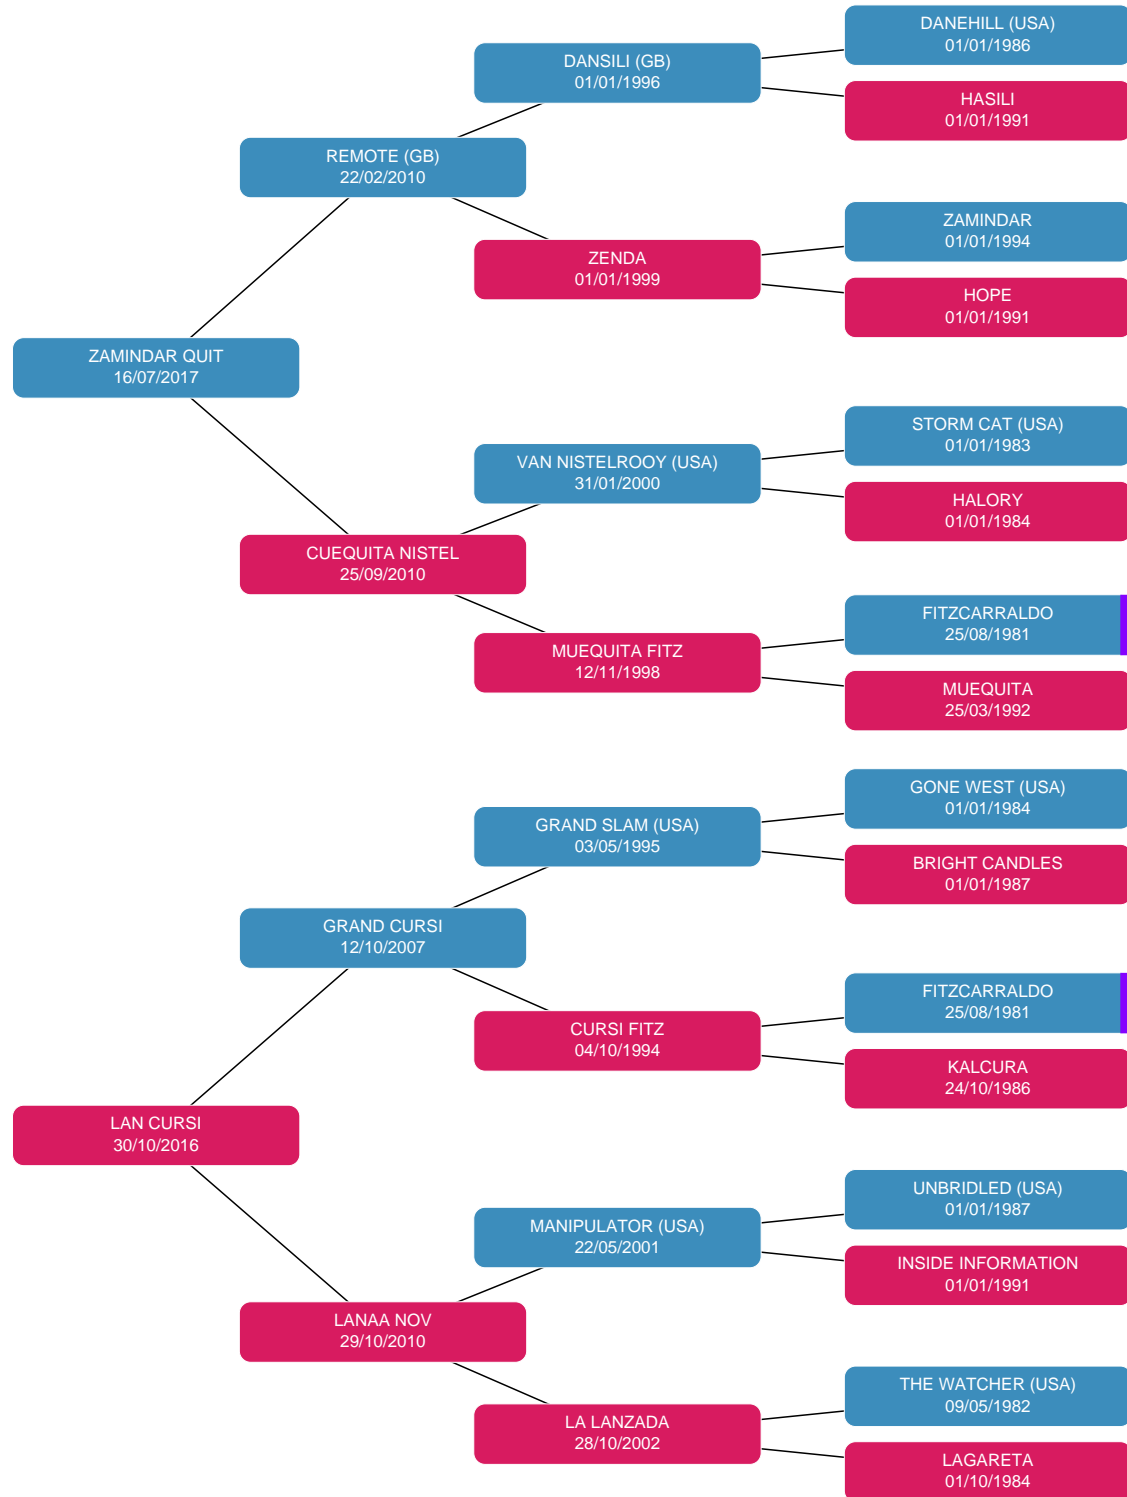 DANEHILL (USA)
01/01/1986
DANSILI (GB)
01/01/1996
HASILI
01/01/1991
REMOTE (GB)
22/02/2010
ZAMINDAR
01/01/1994
ZENDA
01/01/1999
HOPE
01/01/1991
ZAMINDAR QUIT
16/07/2017
STORM CAT (USA)
01/01/1983
VAN NISTELROOY (USA)
31/01/2000
HALORY
01/01/1984
CUEQUITA NISTEL
25/09/2010
FITZCARRALDO
25/08/1981
MUEQUITA FITZ
12/11/1998
MUEQUITA
25/03/1992
GONE WEST (USA)
01/01/1984
GRAND SLAM (USA)
03/05/1995
BRIGHT CANDLES
01/01/1987
GRAND CURSI
12/10/2007
FITZCARRALDO
25/08/1981
CURSI FITZ
04/10/1994
KALCURA
24/10/1986
LAN CURSI
30/10/2016
UNBRIDLED (USA)
01/01/1987
MANIPULATOR (USA)
22/05/2001
INSIDE INFORMATION
01/01/1991
LANAA NOV
29/10/2010
THE WATCHER (USA)
09/05/1982
LA LANZADA
28/10/2002
LAGARETA
01/10/1984